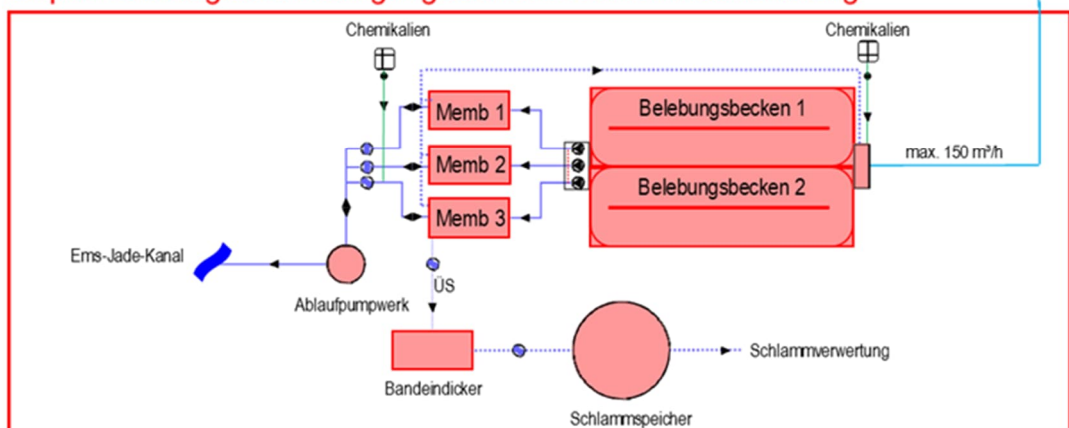 Chemikalien
Chemikalien
Memb 1
Belebungsbecken 1
Memb 2
max. 150 m³/h
Belebungsbecken 2
Memb 3
Ems-Jade-Kanal
ÜS
Ablaufpumpwerk
Schlammverwertung
Bandeindicker
Schlammspeicher